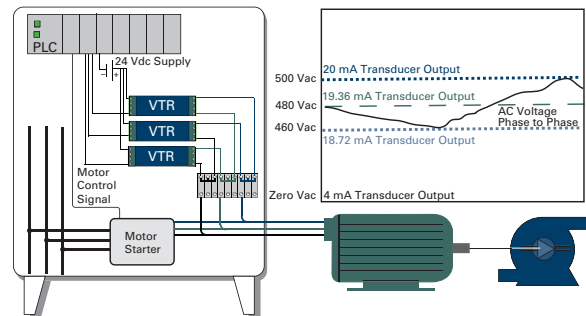 PLC
24 Vdc Supply
- +
VTR
VTR
VTR
Motor
Control
Signal
Motor
Starter
500 Vac
480 Vac
460 Vac
Zero Vac
20 mA Transducer Output
19.36 mA Transducer Output
AC Voltage
Phase to Phase
18.72 mA Transducer Output
4 mA Transducer Output